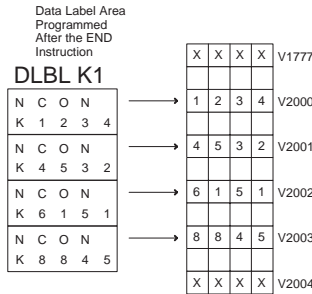 Data Label Area
Programmed
After the END
Instruction
DLBL K1
X X X X V1777
N C O N
K 1 2 3 4
1 2 3 4 V2000
N C O N
K 4 5 3 2
4 5 3 2 V2001
N C O N
K 6 1 5 1
6 1 5 1 V2002
N C O N
K 8 8 4 5
8 8 4 5 V2003
X X X X V2004